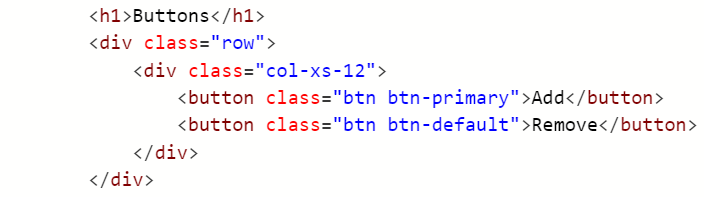 <h1>Buttons</h1>
<div class="row">
<div class="col-xs-12">
<button class="btn btn-primary">Add</button>
<button class="btn btn-default">Remove</button>
</div>
</div>